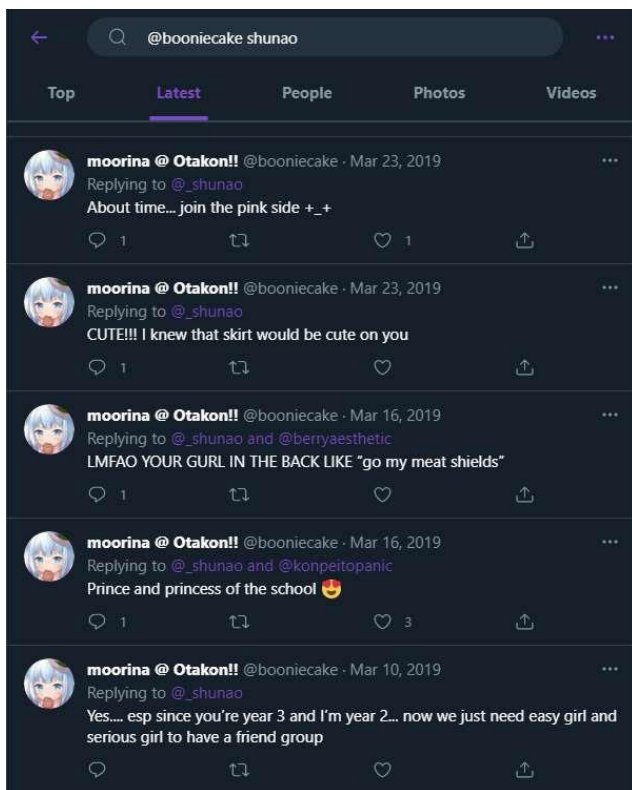 @booniecake shunao
Top Latest People Photos Videos
moorina @ Otakon!! @booniecake · Mar 23, 2019
Replying to @_shunao
About time... join the pink side +_+
1 1
moorina @ Otakon!! @booniecake · Mar 23, 2019
Replying to @_shunao
CUTE!!! I knew that skirt would be cute on you
1
moorina @ Otakon!! @booniecake · Mar 16, 2019
Replying to @_shunao and @berryaesthetic
LMFAO YOUR GURL IN THE BACK LIKE “go my meat shields”
1
moorina @ Otakon!! @booniecake · Mar 16, 2019
Replying to @_shunao and @konpeitopanic
Prince and princess of the school 😍
1 3
moorina @ Otakon!! @booniecake · Mar 10, 2019
Replying to @_shunao
Yes.... esp since you’re year 3 and I’m year 2... now we just need easy girl and
serious girl to have a friend group